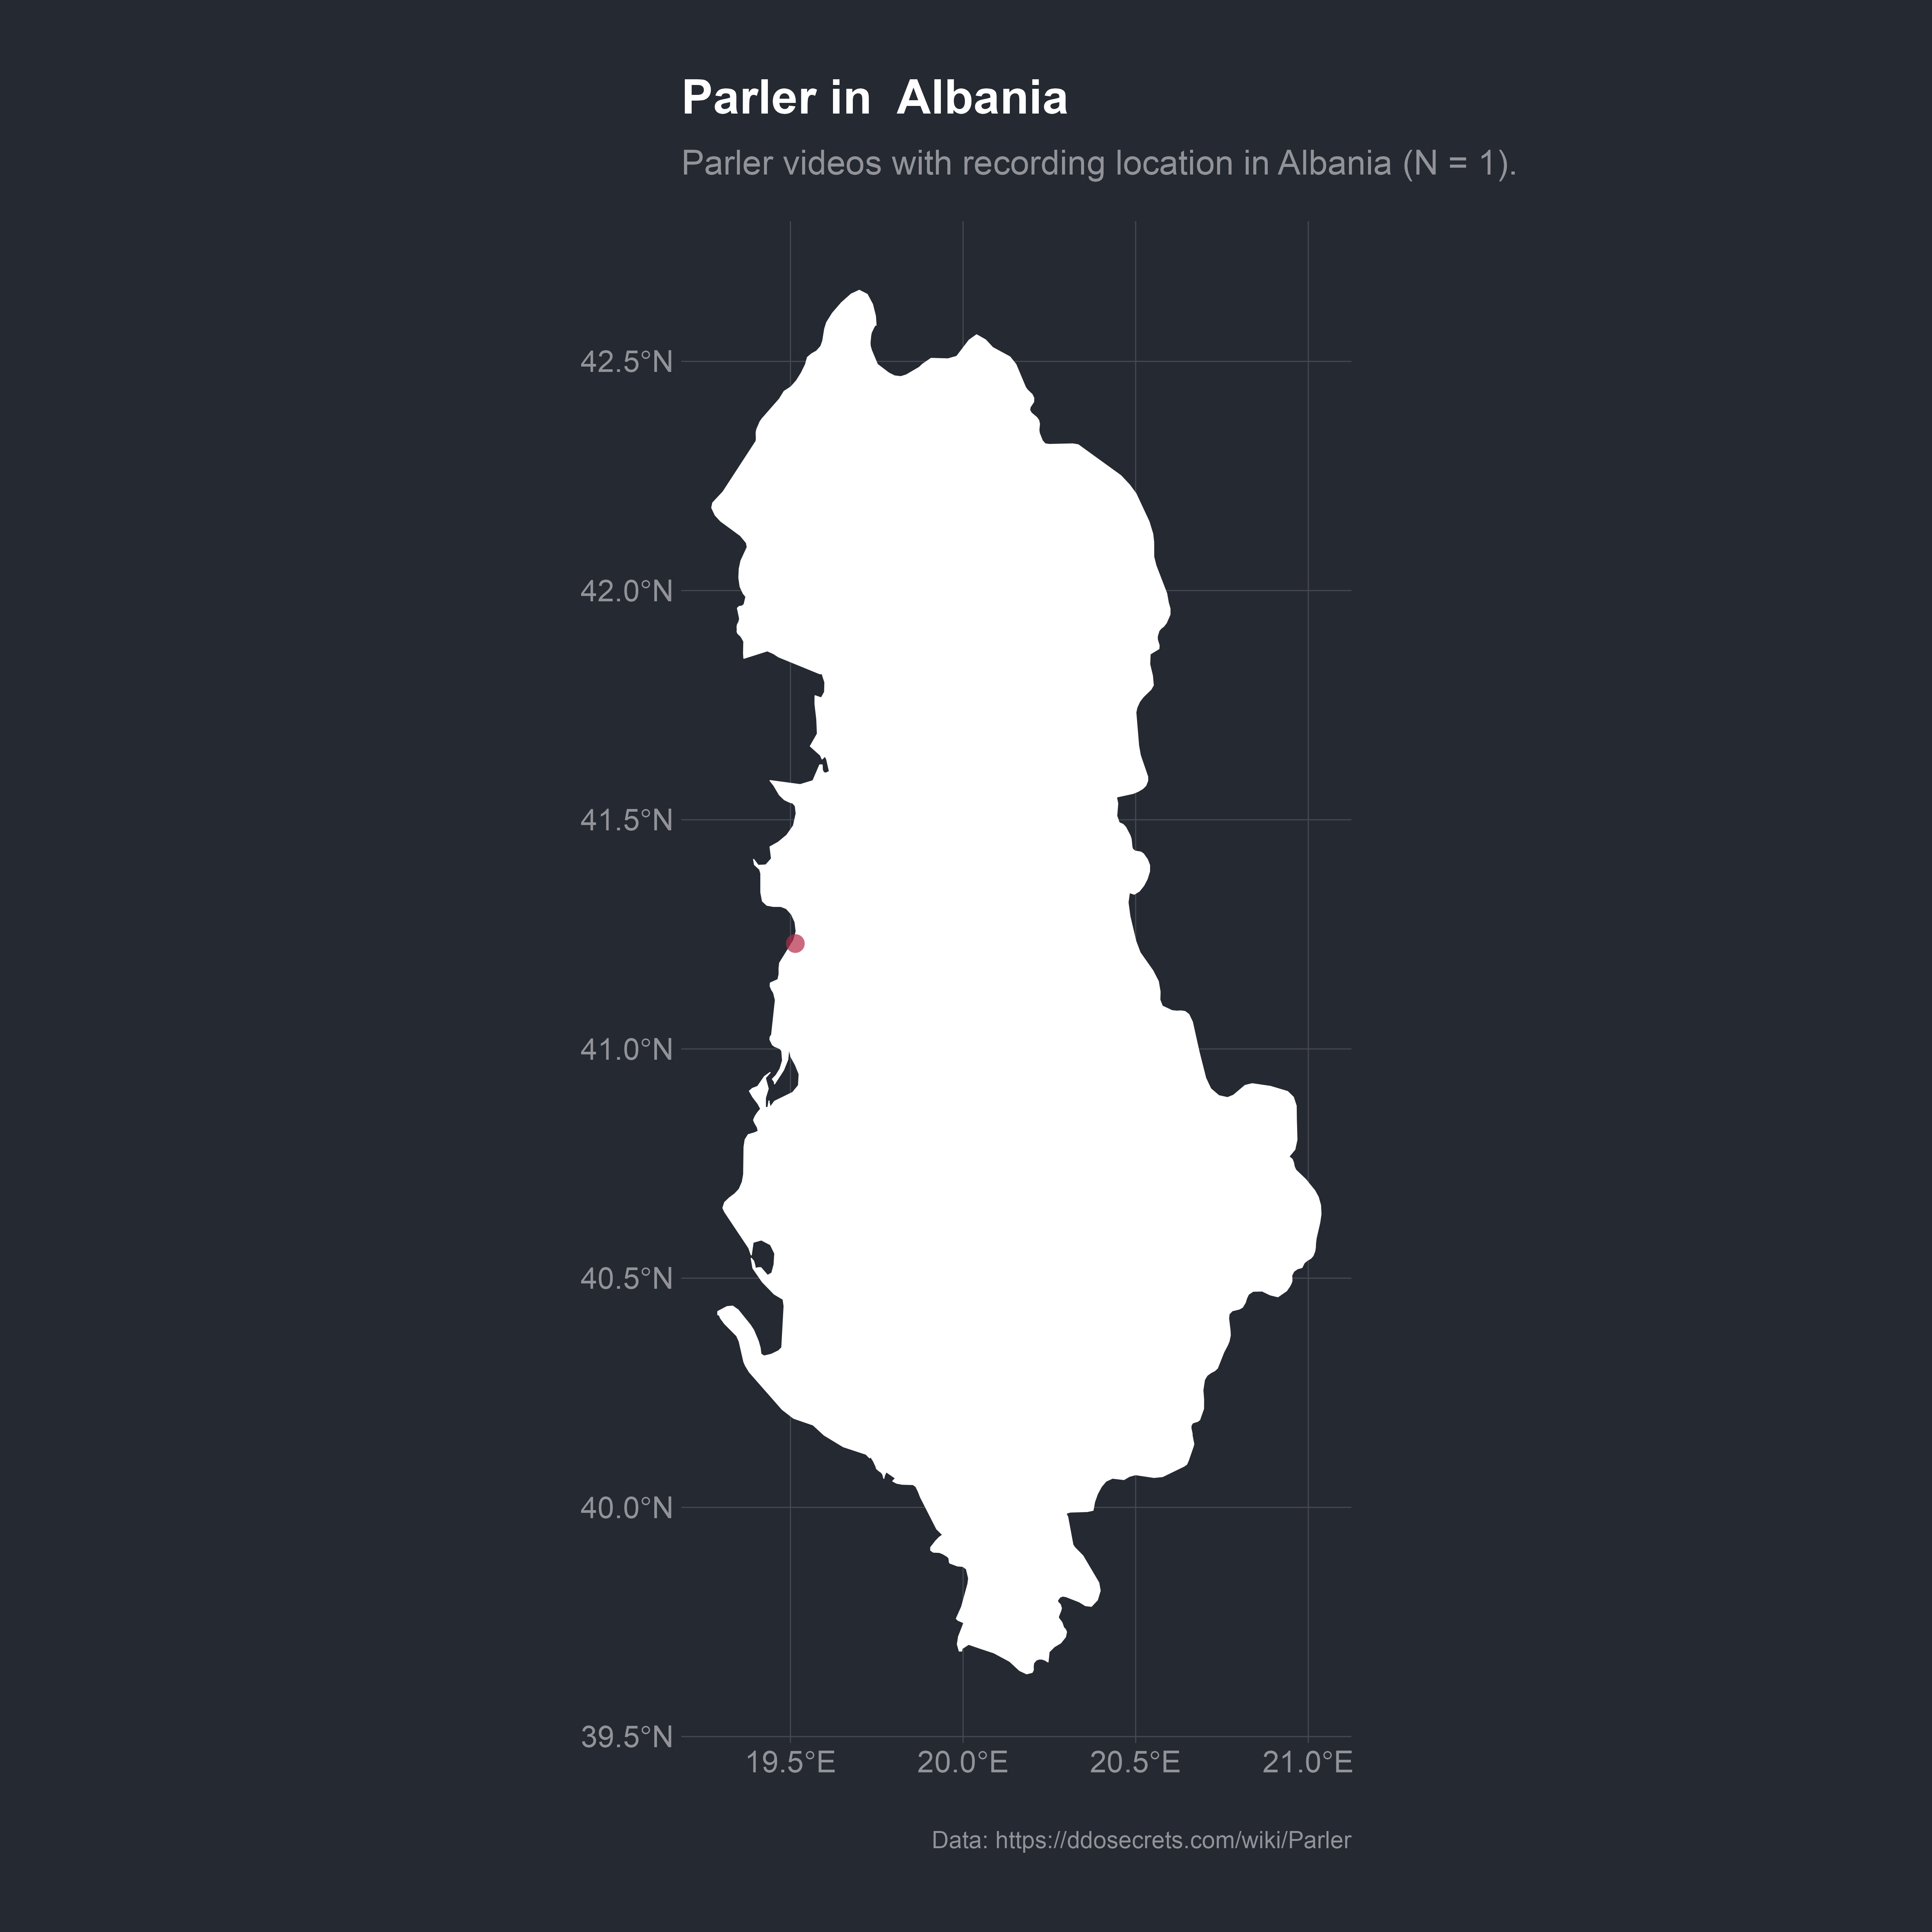 Parler in  Albania
Parler videos with recording location in Albania (N = 1).
42.5°N
42.0°N
41.5°N
41.0°N
40.5°N
40.0°N
39.5°N
19.5°E 20.0°E 20.5°E 21.0°E
Data: https://ddosecrets.com/wiki/Parler